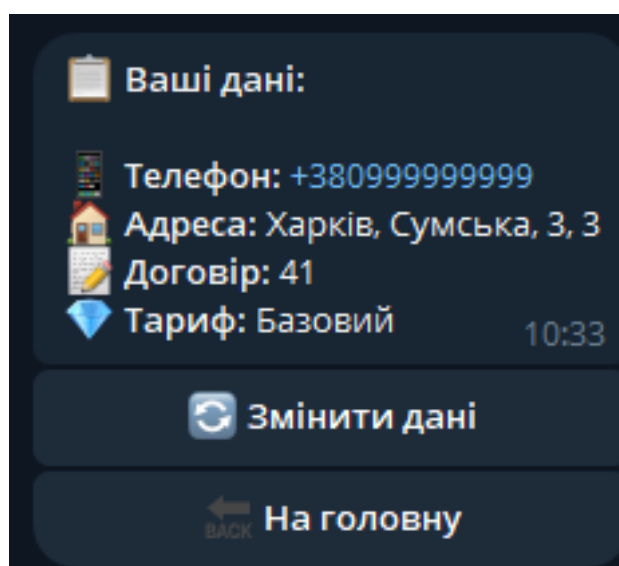 Ваші дані:
Телефон: +380999999999
Адреса: Харків, Сумська, 3, 3
Договір: 41
Тариф: Базовий
10:33
Змінити дані
BACK На головну